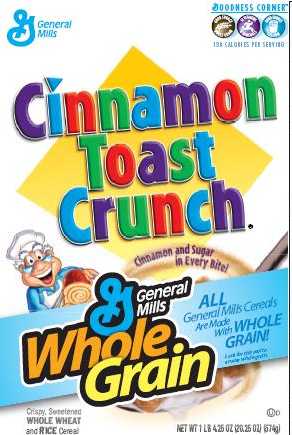 GOODNESS CORNER™
General
Mills
130 CALORIES PER SERVING
Cinnamon
Toast
Crunch®
Cinnamon and Sugar
in Every Bite!
General
Mills
Whole
Grain
ALL
General Mills Cereals
Are Made
With WHOLE
GRAIN!
Crispy, Sweetened
WHOLE WHEAT
and RICE Cereal
NET WT 1 LB 4.25 OZ (20.25 OZ) (574g)